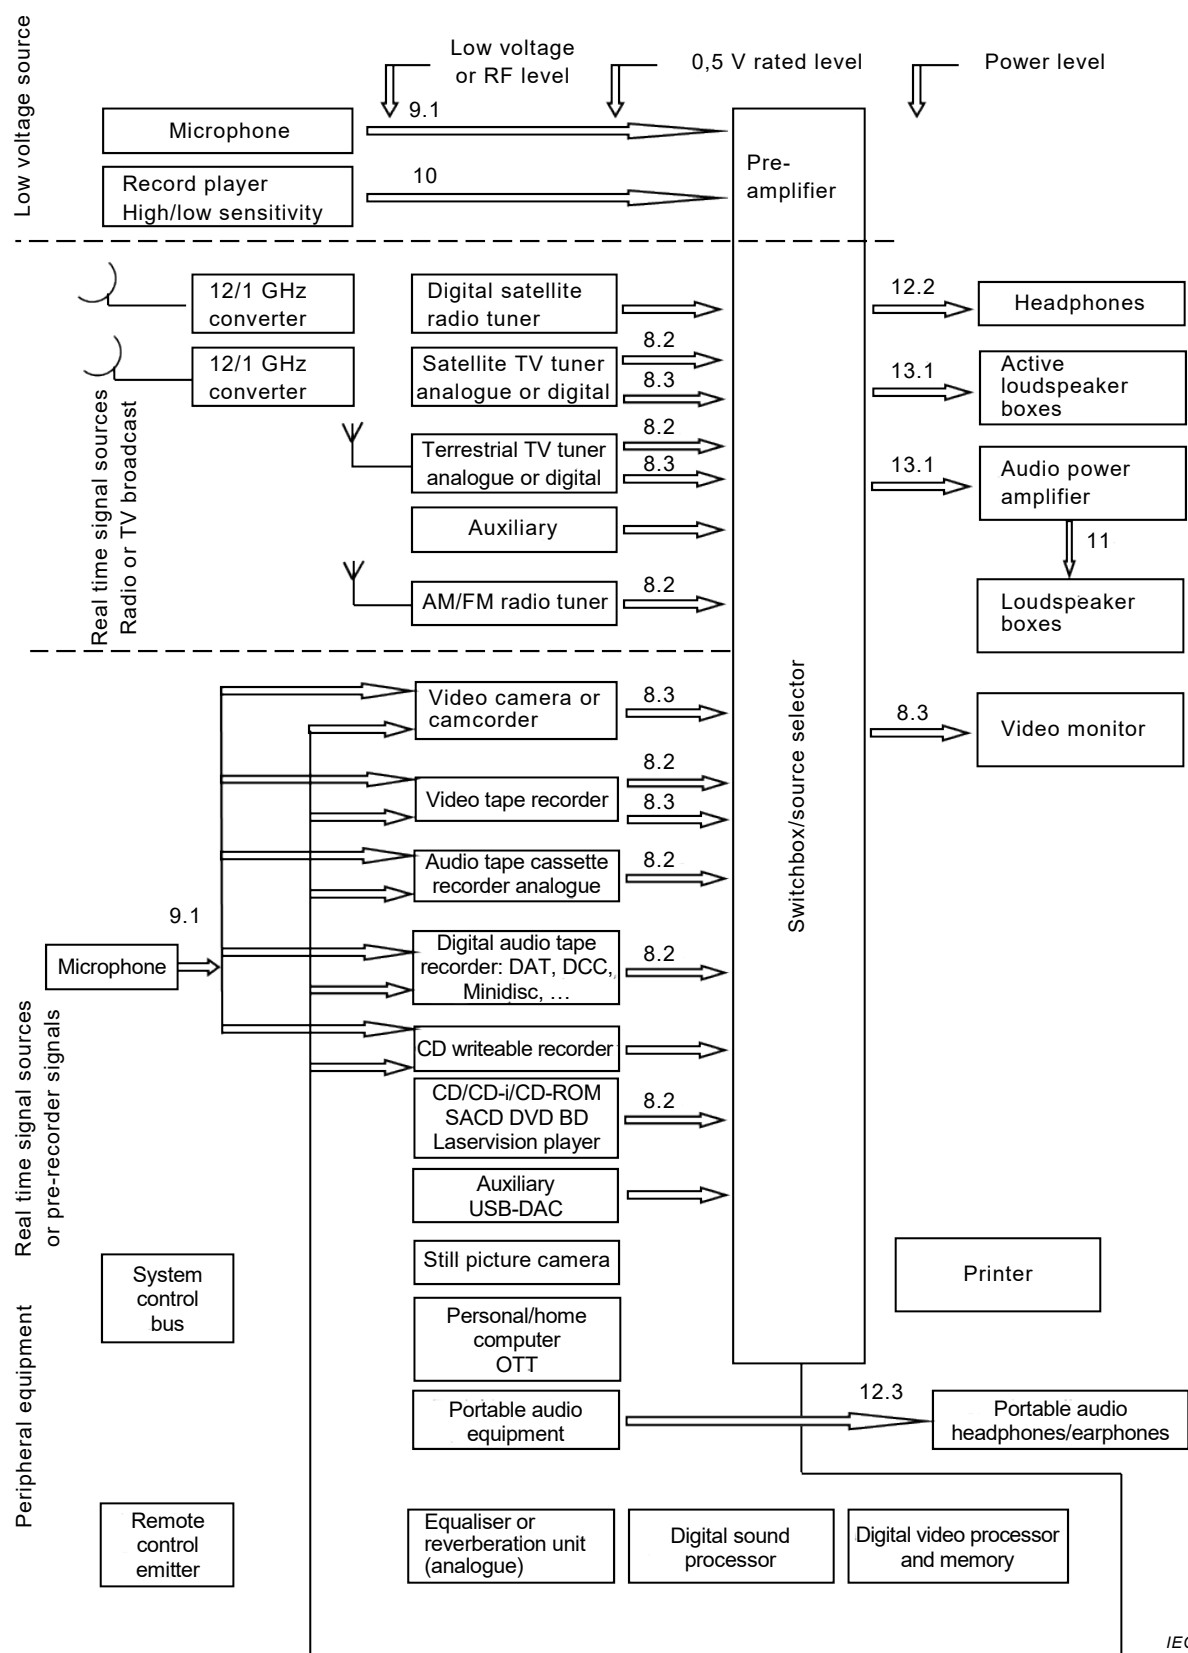 Low voltage source
Low voltage
or RF level
0,5 V rated level
Power level
Microphone
9.1
Record player
High/low sensitivity
10
Pre-
amplifier
Real time signal sources
Radio or TV broadcast
12/1 GHz
converter
Digital satellite
radio tuner
12.2
Headphones
12/1 GHz
converter
Satellite TV tuner
analogue or digital
8.2
8.3
13.1
Active
loudspeaker
boxes
Terrestrial TV tuner
analogue or digital
8.2
8.3
13.1
Audio power
amplifier
Auxiliary
11
AM/FM radio tuner
8.2
Loudspeaker
boxes
Switchbox/source selector
Video camera or
camcorder
8.3
8.3
Video monitor
Video tape recorder
8.2
8.3
Audio tape cassette
recorder analogue
8.2
9.1
Microphone
Digital audio tape
recorder: DAT, DCC,
Minidisc, …
8.2
Real time signal sources
or pre-recorder signals
CD writeable recorder
CD/CD-i/CD-ROM
SACD DVD BD
Laservision player
8.2
Auxiliary
USB-DAC
Still picture camera
Printer
System
control
bus
Peripheral equipment
Personal/home
computer
OTT
Portable audio
equipment
12.3
Portable audio
headphones/earphones
Remote
control
emitter
Equaliser or
reverberation unit
(analogue)
Digital sound
processor
Digital video processor
and memory
IEC